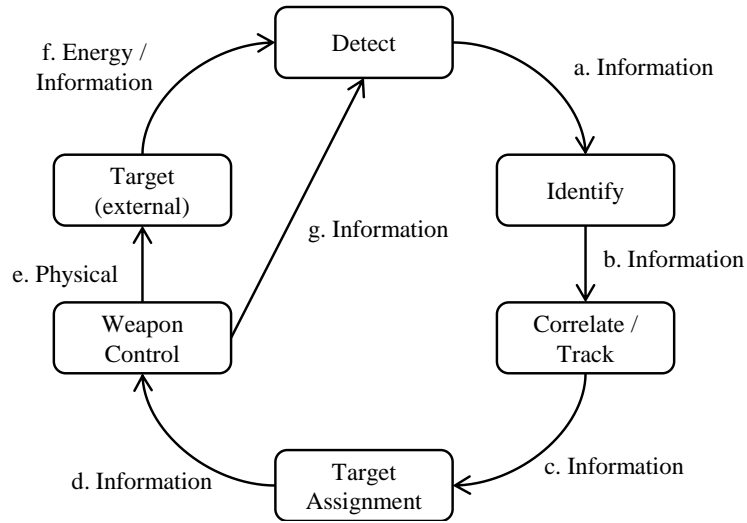 Detect
f. Energy /
Information
a. Information
Target
(external)
Identify
g. Information
b. Information
e. Physical
Weapon
Control
Correlate /
Track
c. Information
d. Information
Target
Assignment